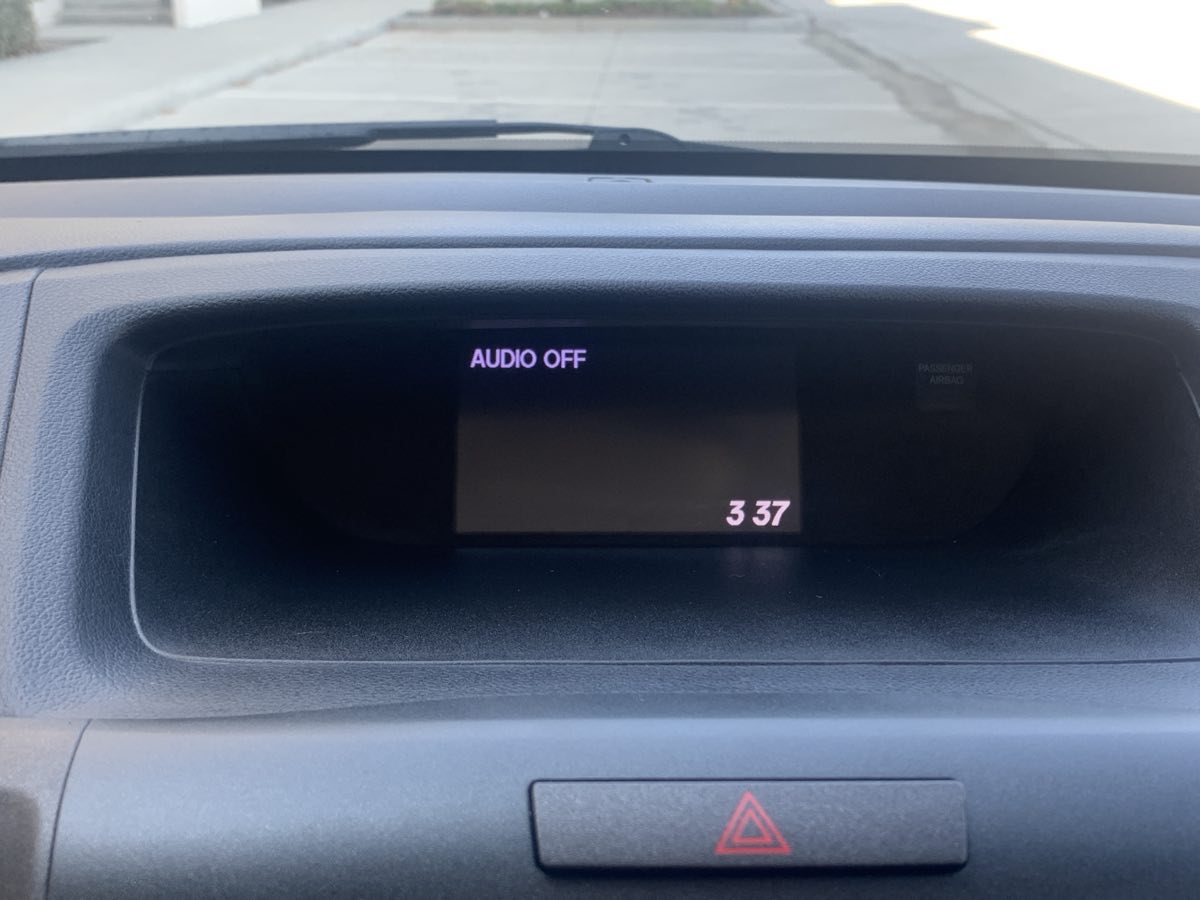 AUDIO OFF
PASSENGER
AIRBAG
3 37